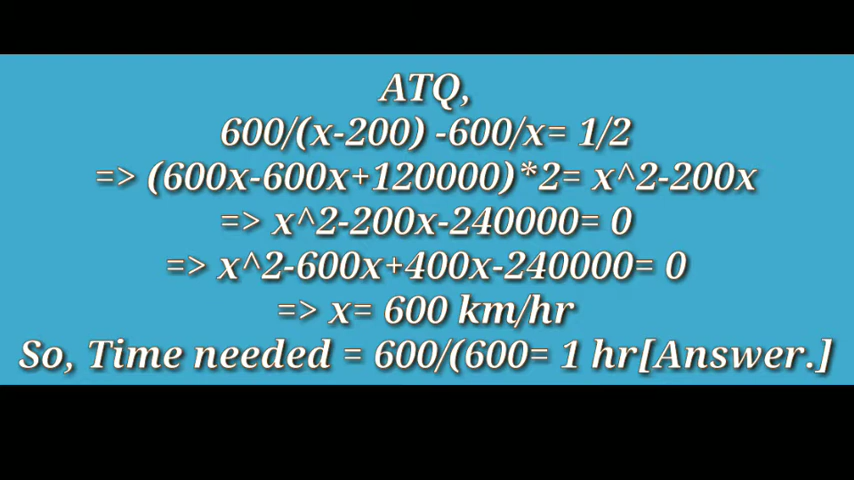 ATQ,
600/(x-200) -600/x= 1/2
=> (600x-600x+120000)*2= x^2-200x
=> x^2-200x-240000= 0
=> x^2-600x+400x-240000= 0
=> x= 600 km/hr
So, Time needed = 600/(600= 1 hr[Answer.]